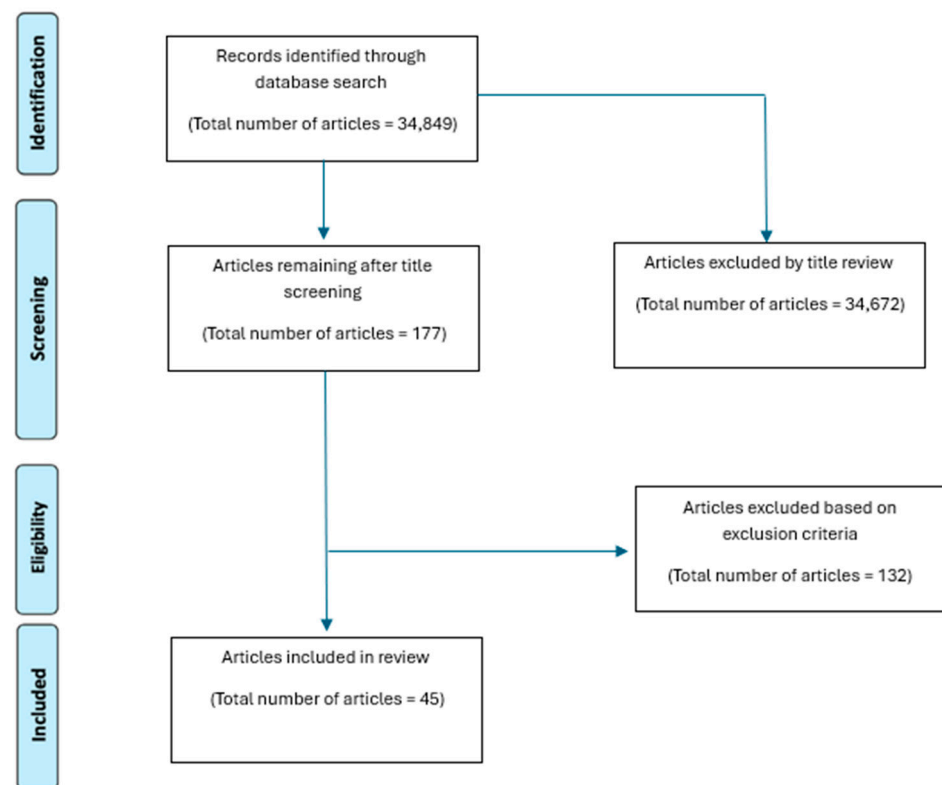 Identification
Records identified through
database search
(Total number of articles = 34,849)
Screening
Articles remaining after title
screening
(Total number of articles = 177)
Articles excluded by title review
(Total number of articles = 34,672)
Eligibility
Articles excluded based on
exclusion criteria
(Total number of articles = 132)
Included
Articles included in review
(Total number of articles = 45)